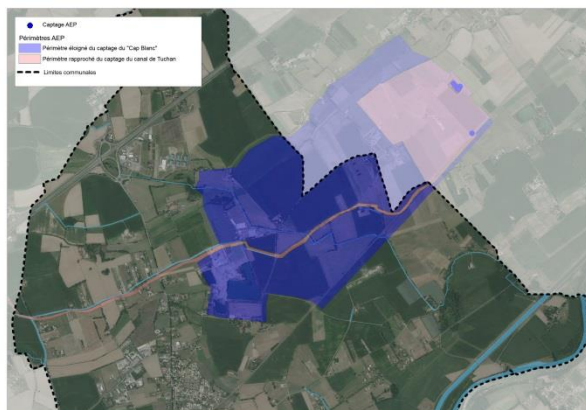 Captage AEP
Périmètres AEP
Périmètre éloigné du captage du "Cap Blanc"
Périmètre rapproché du captage du canal de Tushan
Limites communales